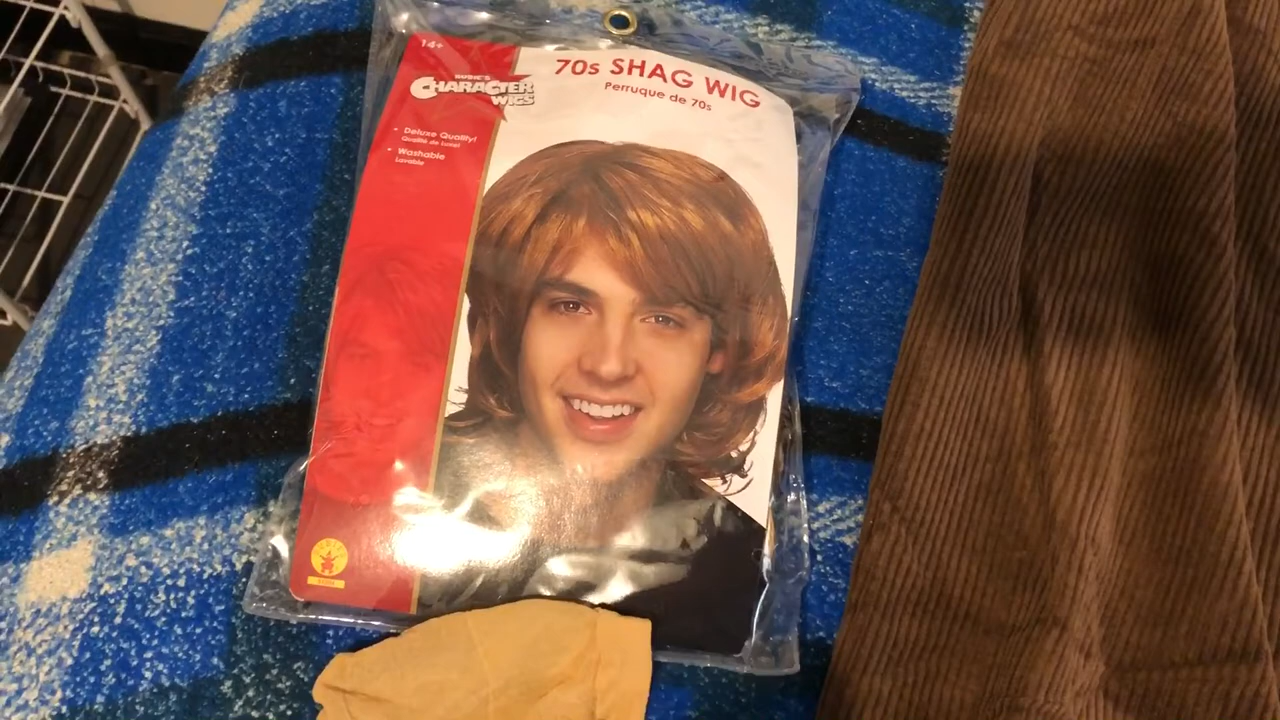 14+
RUBIE'S
CHARACTER
WIGS
70s SHAG WIG
Perruque de 70s
• Deluxe Quality!
Qualité de Luxe!
• Washable
Lavable